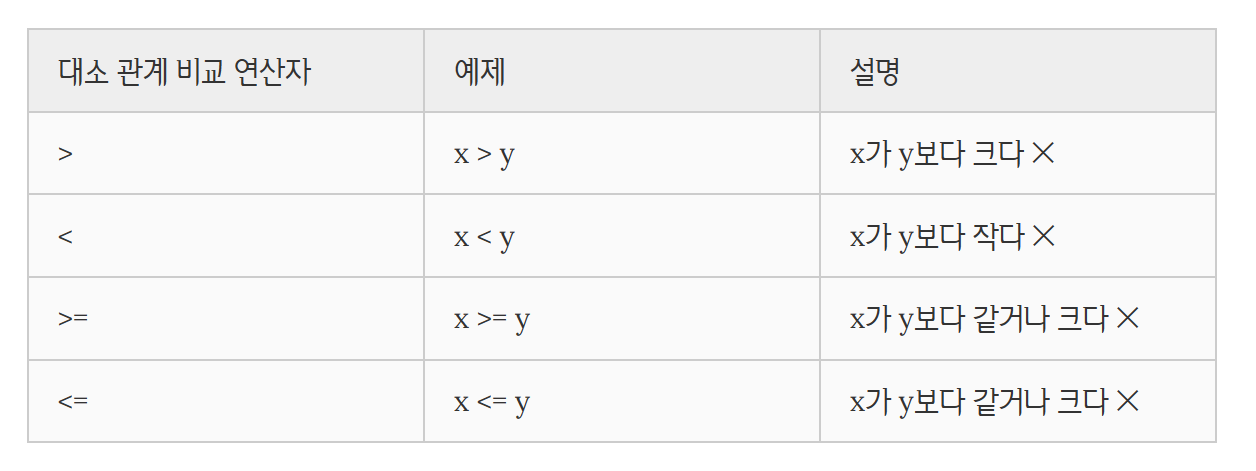 대소 관계 비교 연산자 예제 설명
> x > y x가 y보다 크다 ×
< x < y x가 y보다 작다 ×
>= x >= y x가 y보다 같거나 크다 ×
<= x <= y x가 y보다 같거나 크다 ×